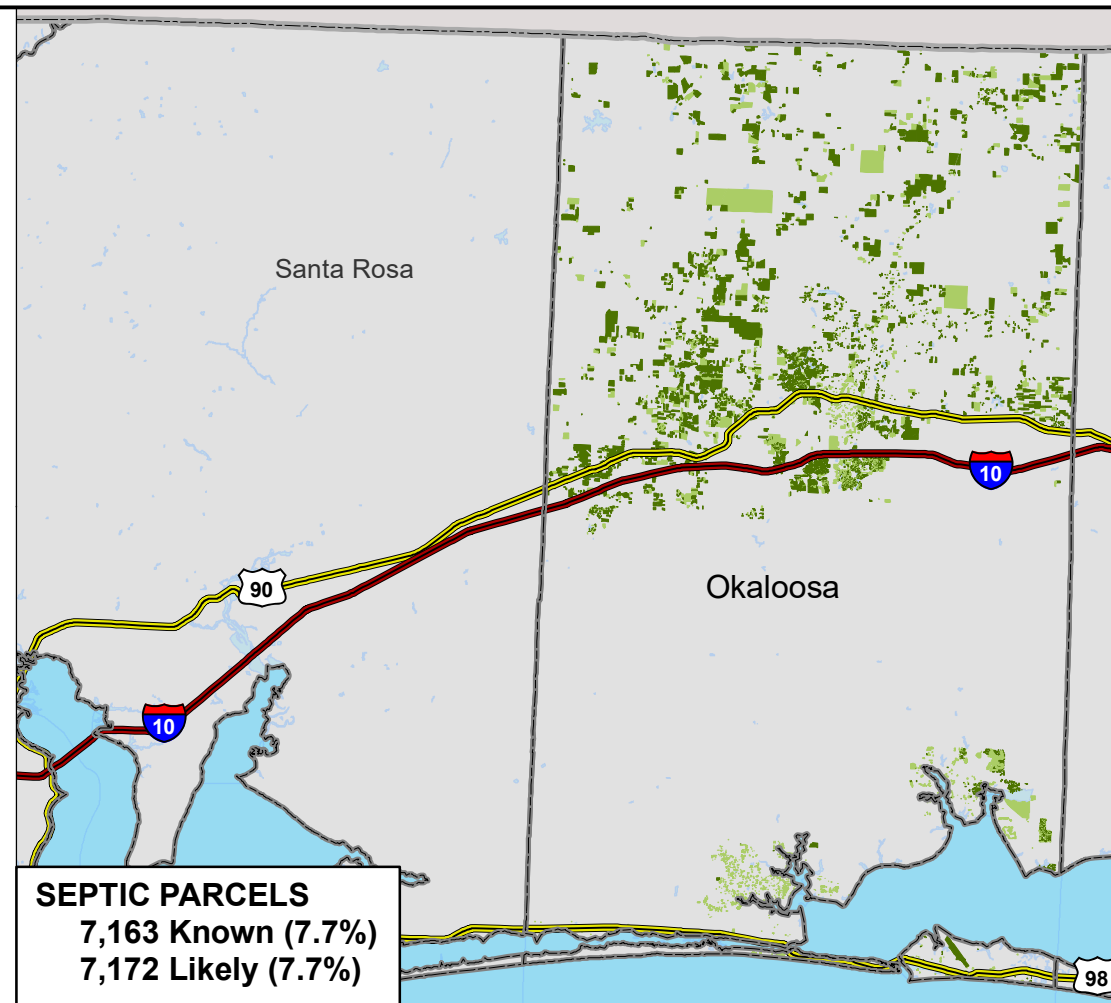 Santa Rosa
10
90
Okaloosa
10
SEPTIC PARCELS
7,163 Known (7.7%)
7,172 Likely (7.7%)
98